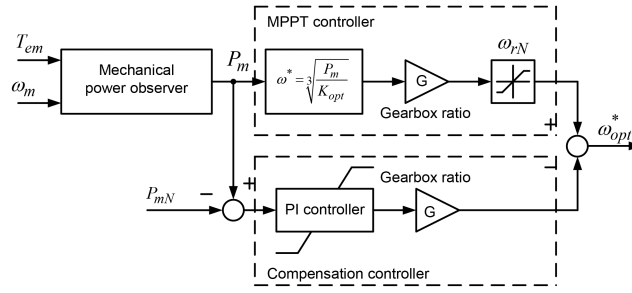 MPPT controller
T_em
ω_m
Mechanical
power observer
P_m
ω* = ∛(P_m / K_opt)
G
Gearbox ratio
ω_rN
+
ω*_opt
P_mN
−
+
PI controller
Gearbox ratio
G
−
Compensation controller